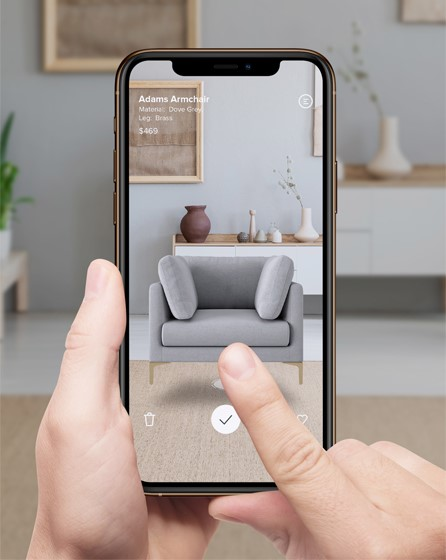 Adams Armchair
Material: Dove Grey
Leg: Brass
$469